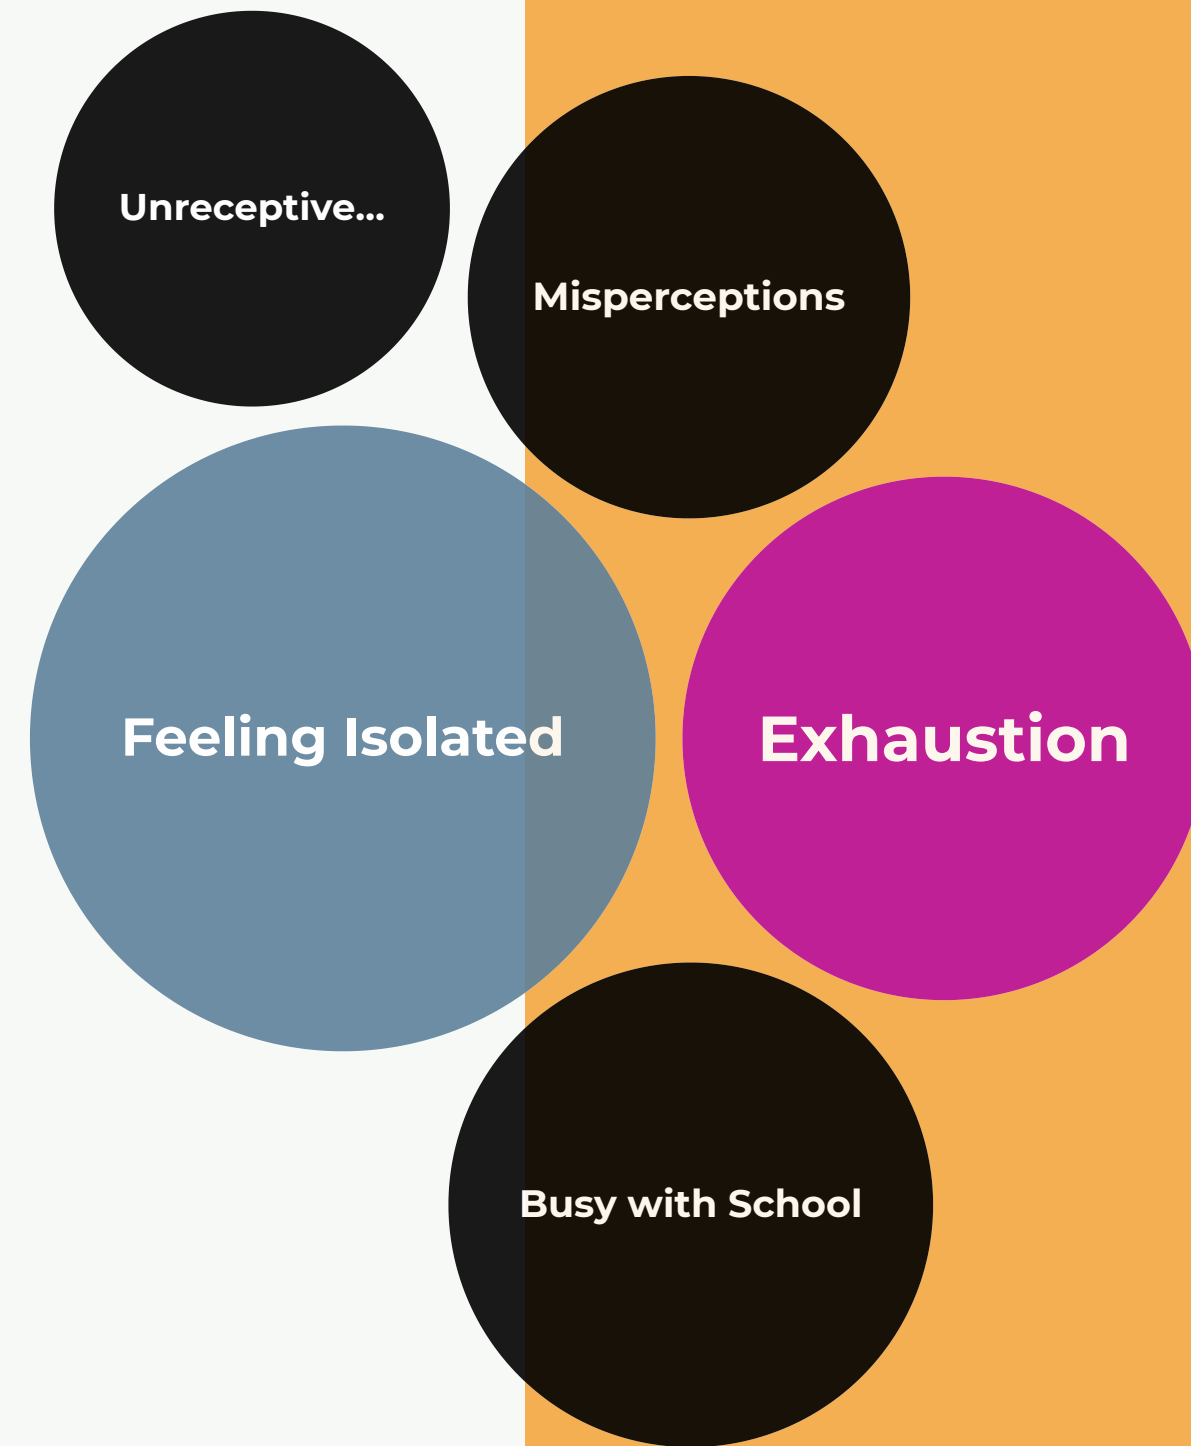 Unreceptive...
Misperceptions
Feeling Isolated
Exhaustion
Busy with School